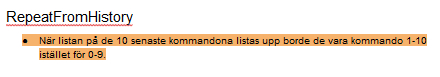 RepeatFromHistory
● När listan på de 10 senaste kommandona listas upp borde de vara kommando 1-10
istället för 0-9.